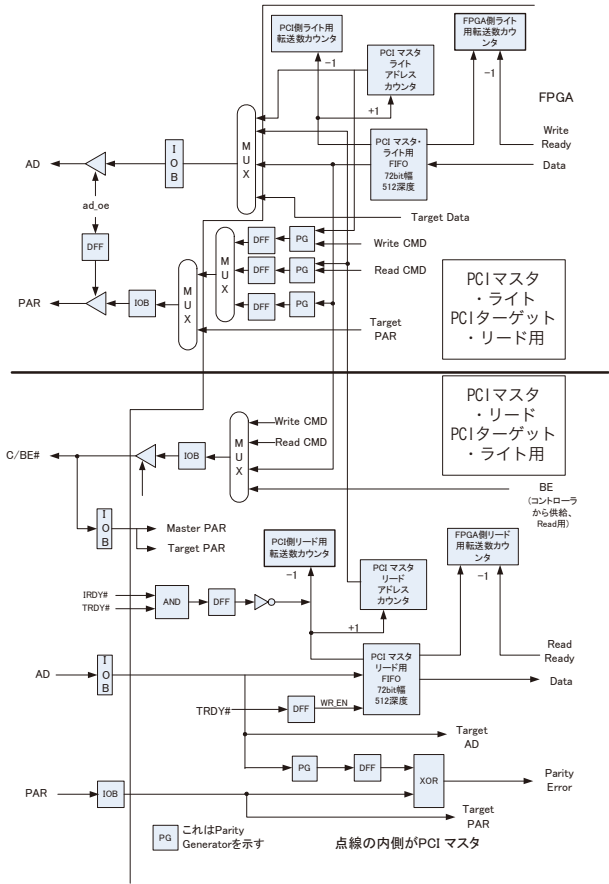 PCI側ライト用
転送数カウンタ
FPGA側ライト
用転送数カウ
ンタ
PCI マスタ
ライト
アドレス
カウンタ
-1
-1
+1
FPGA
Write
Ready
Data
PCI マスタ・
ライト用
FIFO
72bit幅
512深度
MUX
IOB
AD
ad_oe
DFF
Target Data
Write CMD
Read CMD
DFF
PG
DFF
PG
DFF
PG
MUX
MUX
IOB
PAR
Target
PAR
PCIマスタ
・ライト
PCIターゲット
・リード用
PCIマスタ
・リード
PCIターゲット
・ライト用
Write CMD
Read CMD
MUX
IOB
C/BE#
BE
(コントローラ
から供給、
Read用)
IOB
Master PAR
Target PAR
PCI側リード用
転送数カウンタ
FPGA側リード
用転送数カウ
ンタ
PCI マスタ
リード
アドレス
カウンタ
-1
-1
+1
IRDY#
TRDY#
AND
DFF
Read
Ready
Data
PCI マスタ
リード用
FIFO
72bit幅
512深度
AD
IOB
TRDY#
DFF
WR_EN
Target
AD
PG
DFF
XOR
Parity
Error
PAR
IOB
Target
PAR
PG
これはParity
Generatorを示す
点線の内側がPCI マスタ